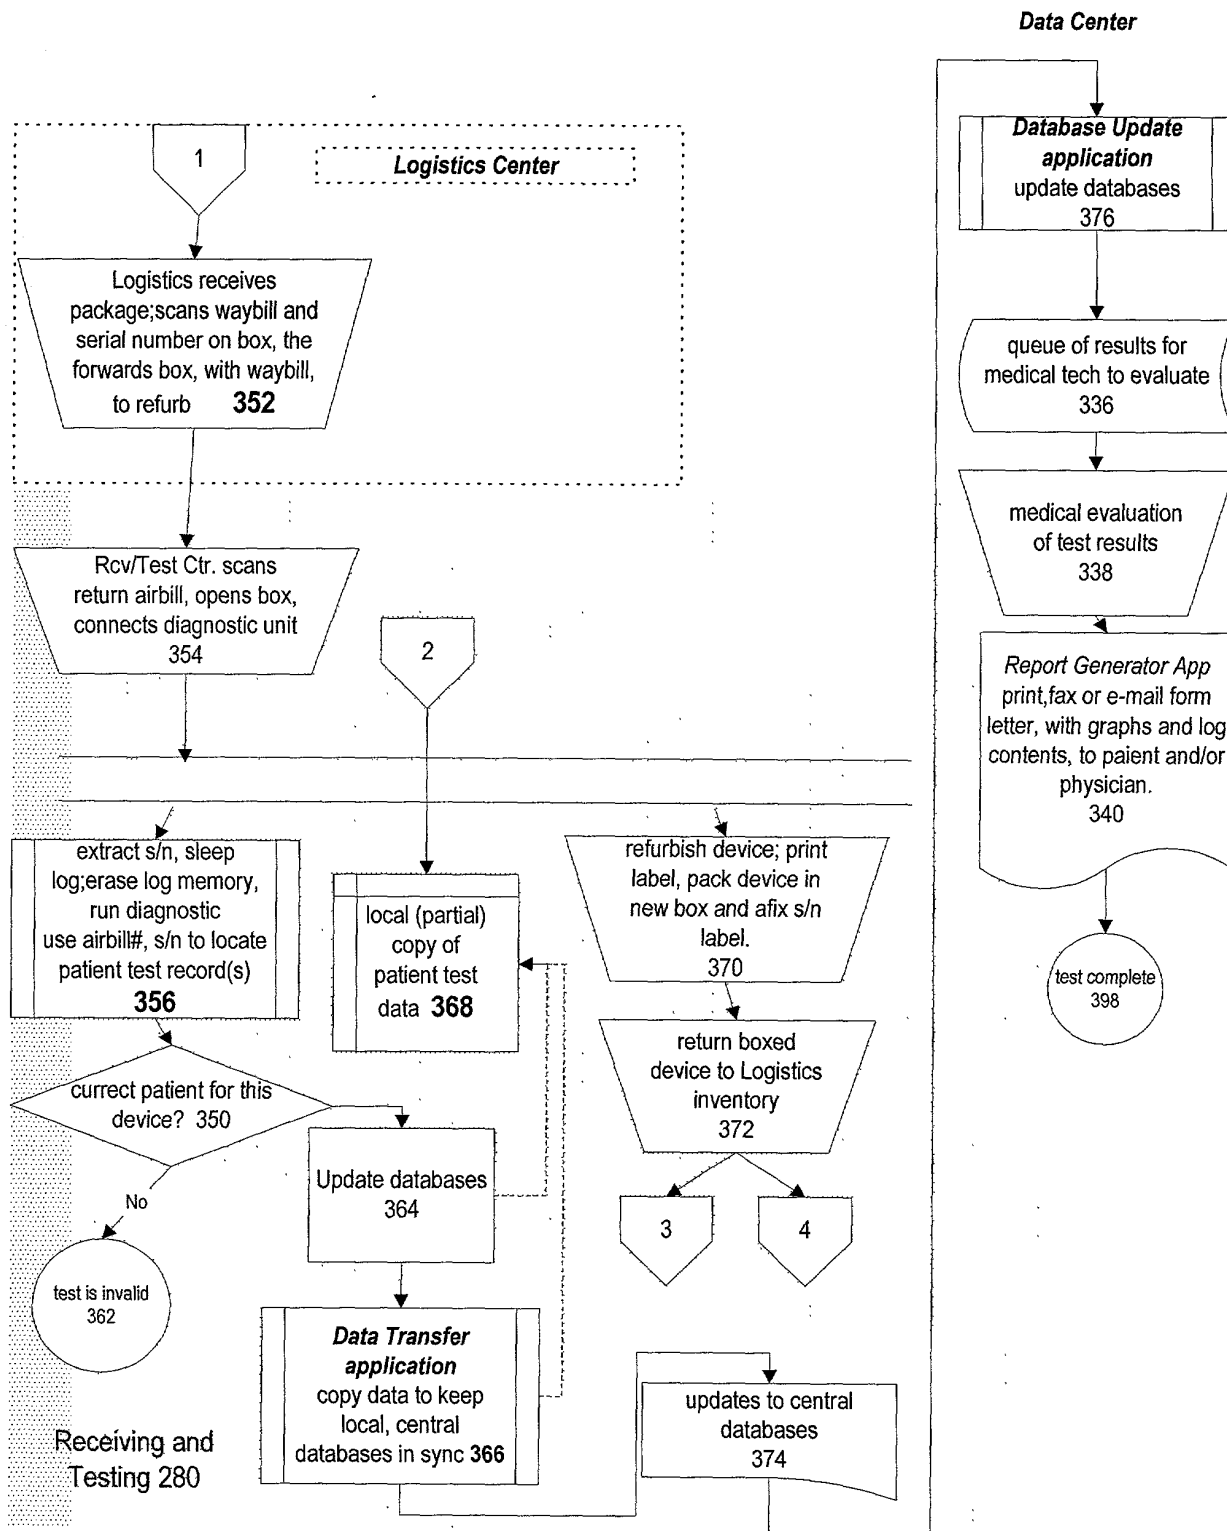 Data Center
1
Logistics Center
Logistics receives
package;scans waybill and
serial number on box, the
forwards box, with waybill,
to refurb 352
Rcv/Test Ctr. scans
return airbill, opens box,
connects diagnostic unit
354
2
extract s/n, sleep
log;erase log memory,
run diagnostic
use airbill#, s/n to locate
patient test record(s)
356
local (partial)
copy of
patient test
data 368
refurbish device; print
label, pack device in
new box and afix s/n
label.
370
return boxed
device to Logistics
inventory
372
3
4
currect patient for this
device? 350
No
test is invalid
362
Update databases
364
Data Transfer
application
copy data to keep
local, central
databases in sync 366
updates to central
databases
374
Receiving and
Testing 280
Database Update
application
update databases
376
queue of results for
medical tech to evaluate
336
medical evaluation
of test results
338
Report Generator App
print,fax or e-mail form
letter, with graphs and log
contents, to paient and/or
physician.
340
test complete
398